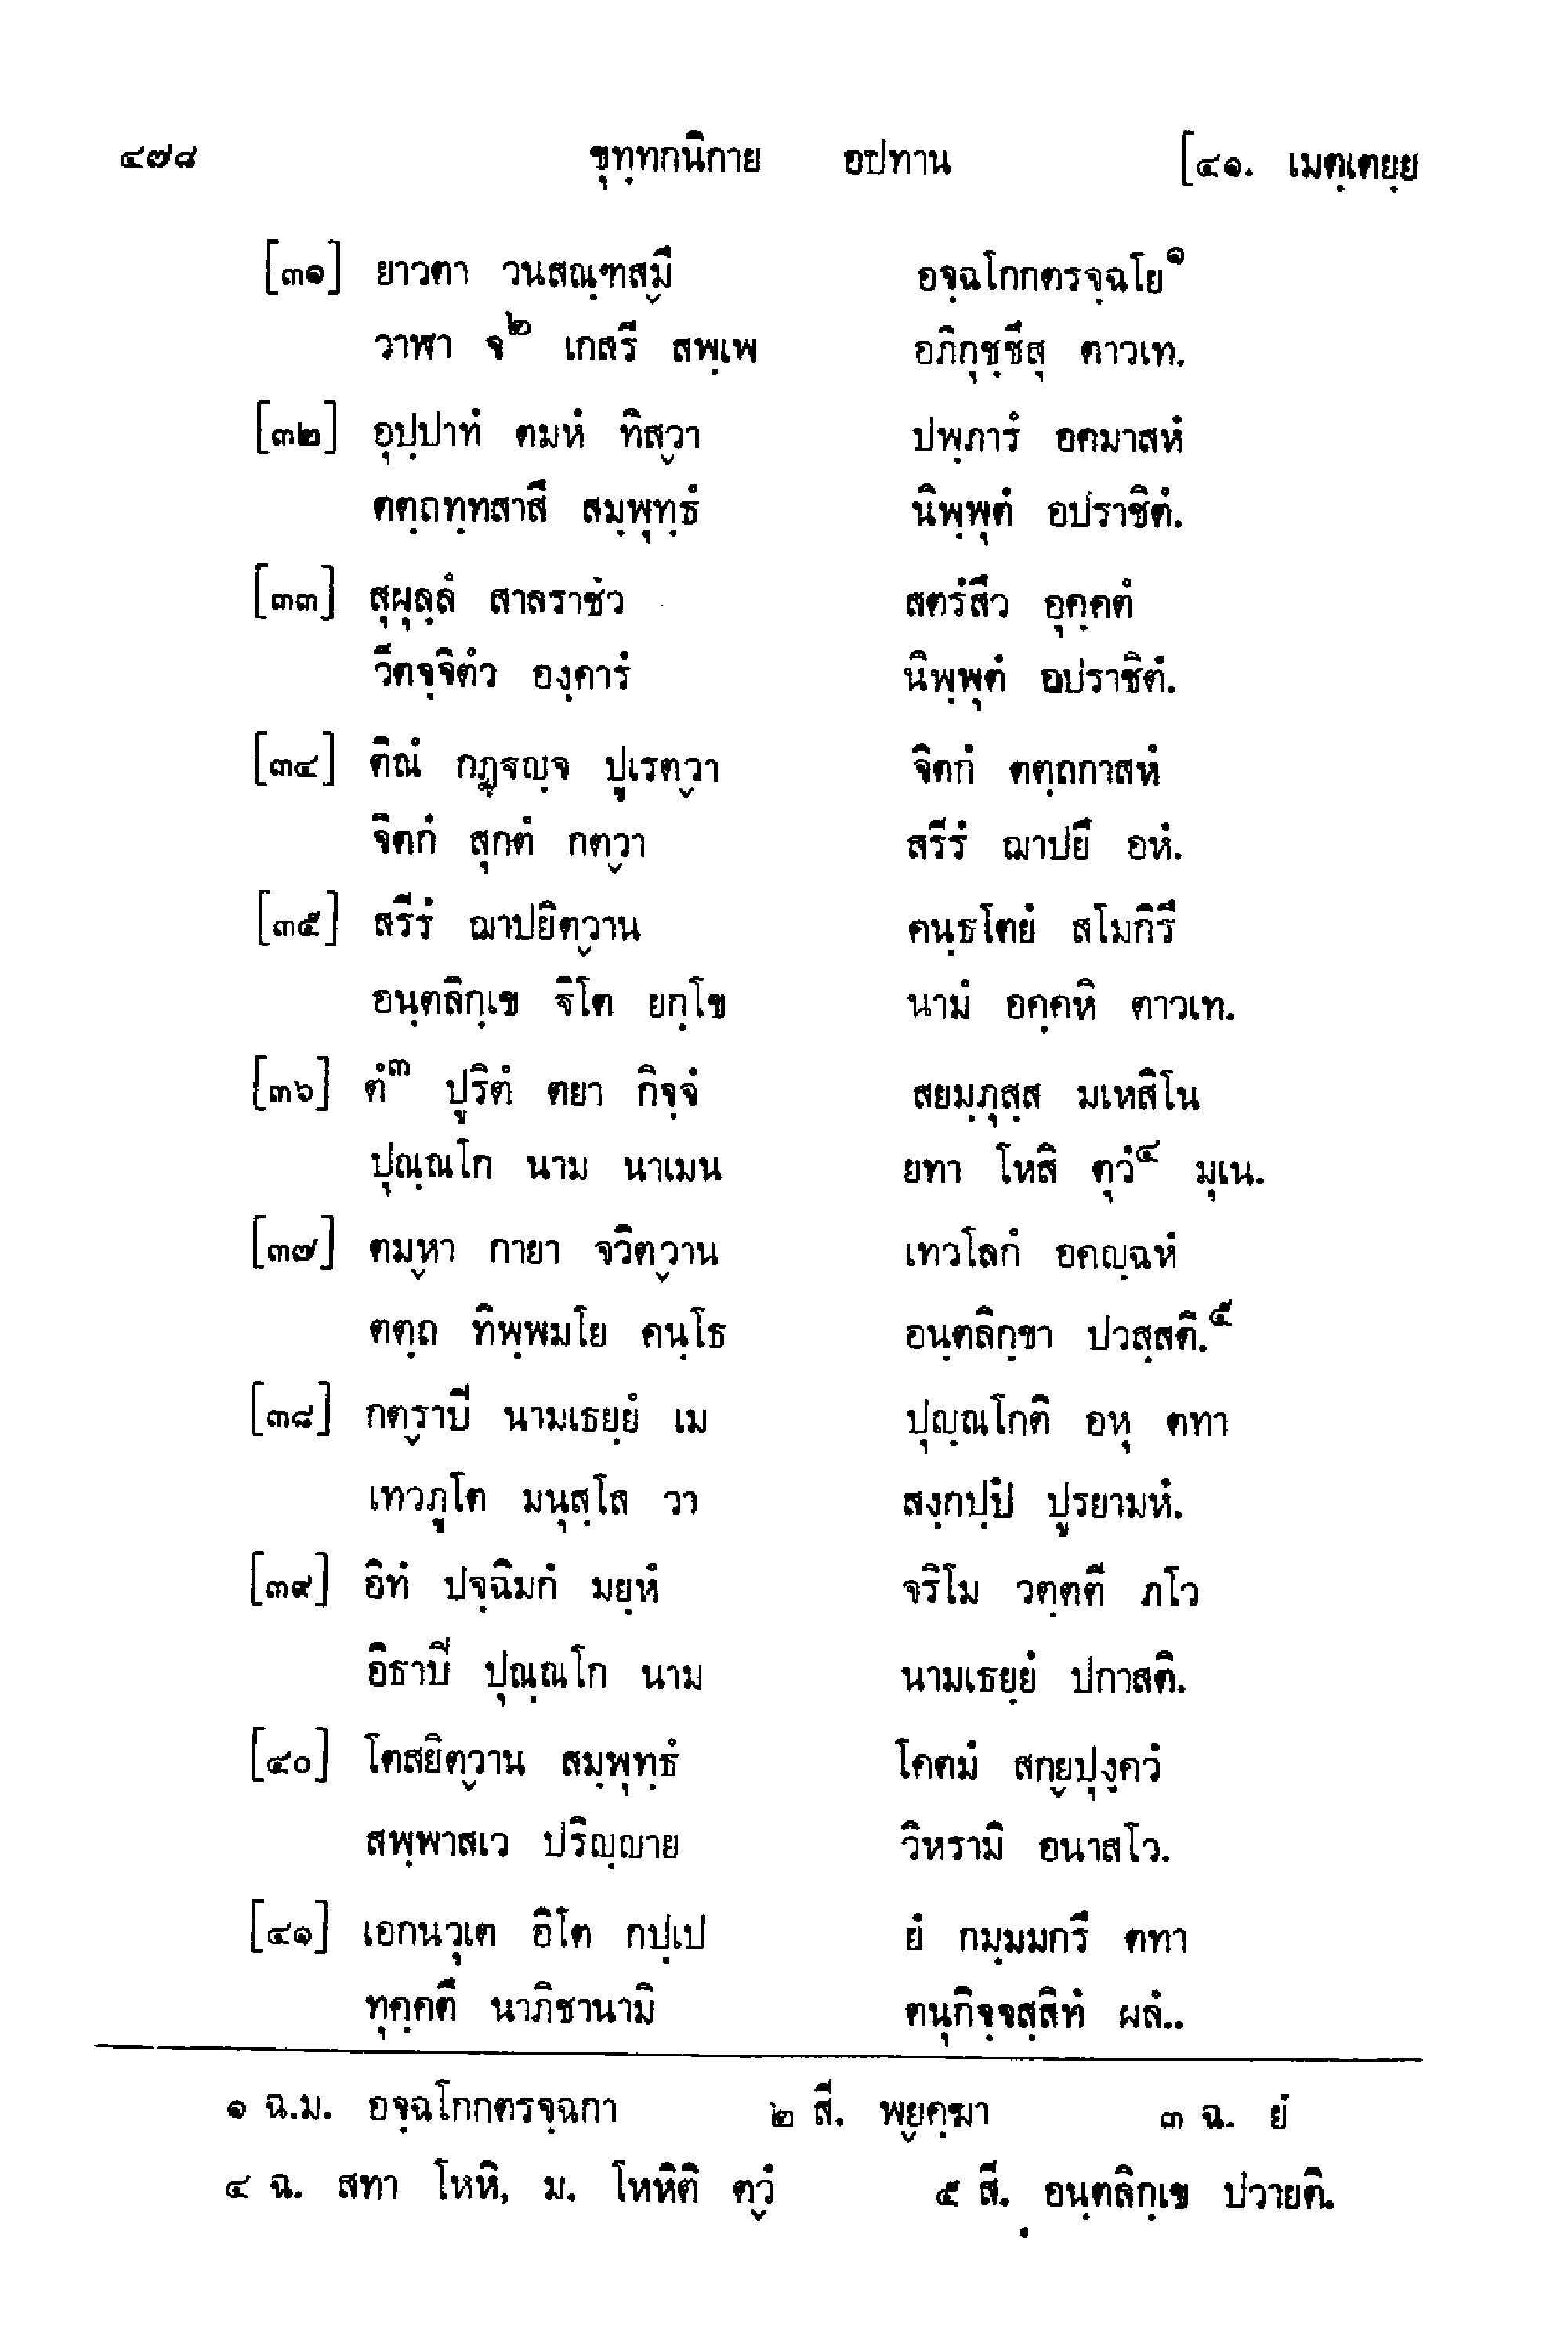 ๔๗๘ ขุทฺทกนิกาย อปทาน [๔๑. เมตฺเตยฺย
[๓๑] ยาวตา วนสณฺฑสฺมึ อจฺฉโกกตรจฺฉโย๑
วาฬา จ๒ เกสรี สพฺเพ อภิกุชฺชึสุ ตาวเท.
[๓๒] อุปฺปาทํ ตมหํ ทิสฺวา ปพฺภารํ อคมาสหํ
ตตฺถทฺทสาสึ สมฺพุทฺธํ นิพฺพุตํ อปราชิตํ.
[๓๓] สุผุลฺลํ สาลราชํว สตรํสึว อุคฺคตํ
วีตจฺจิตํว องฺคารํ นิพฺพุตํ อปราชิตํ.
[๓๔] ติณํ กฏฺฐญฺจ ปูเรตฺวา จิตกํ ตตฺถกาสหํ
จิตกํ สุกตํ กตฺวา สรีรํ ฌาปยึ อหํ.
[๓๕] สรีรํ ฌาปยิตฺวาน คนฺธโตยํ สโมกิรึ
อนฺตลิกฺเข ฐิโต ยกฺโข นามํ อคฺคหิ ตาวเท.
[๓๖] ตํ๓ ปูริตํ ตยา กิจฺจํ สยมฺภุสฺส มเหสิโน
ปุณฺณโก นาม นาเมน ยทา โหสิ ตุวํ๔ มุเน.
[๓๗] ตมฺหา กายา จวิตฺวาน เทวโลกํ อคญฺฉหํ
ตตฺถ ทิพฺพมโย คนฺโธ อนฺตลิกฺขา ปวสฺสติ.๕
[๓๘] กตฺราปี นามเธยฺยํ เม ปุญฺณโกติ อหุ ตทา
เทวภูโต มนุสฺโส วา สงฺกปฺปํ ปูรยามหํ.
[๓๙] อิทํ ปจฺฉิมกํ มยฺหํ จริโม วตฺตตี ภโว
อิธาปี ปุณฺณโก นาม นามเธยฺยํ ปกาสติ.
[๔๐] โตสยิตฺวาน สมฺพุทฺธํ โคตมํ สกฺยปุงฺควํ
สพฺพาสเว ปริญฺญาย วิหรามิ อนาสโว.
[๔๑] เอกนวุเต อิโต กปฺเป ยํ กมฺมมกรึ ตทา
ทุคฺคตึ นาภิชานามิ ตนุกิจฺจสฺสิทํ ผลํ..
๑ ฉ.ม. อจฺฉโกกตรจฺฉกา ๒ สี. พฺยคฺฆา ๓ ฉ. ยํ
๔ ฉ. สทา โหหิ, ม. โหหิติ ตฺวํ ๕ สี. อนฺตลิกฺเข ปวายติ.